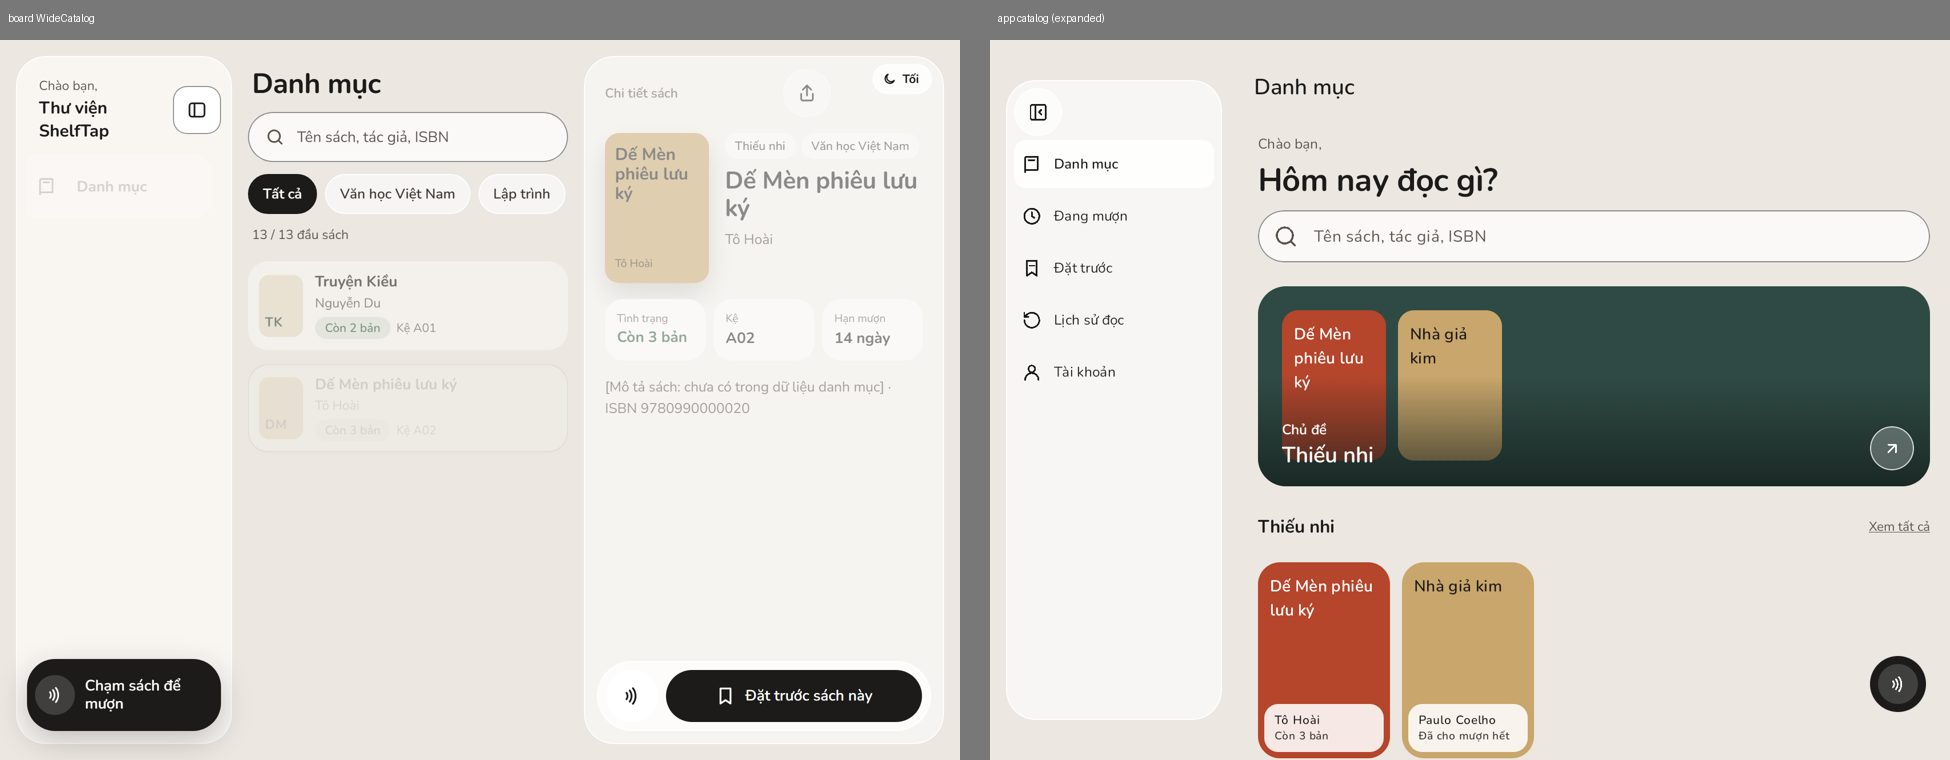 board WideCatalog
Chào bạn,
Thư viện
ShelfTap
Danh mục
Chạm sách để
mượn
Danh mục
Tên sách, tác giả, ISBN
Tất cả
Văn học Việt Nam
Lập trình
13 / 13 đầu sách
TK
Truyện Kiều
Nguyễn Du
Còn 2 bản
Kệ A01
DM
Dế Mèn phiêu lưu ký
Tô Hoài
Còn 3 bản
Kệ A02
Chi tiết sách
Tối
Dế Mèn
phiêu lưu
ký
Tô Hoài
Thiếu nhi
Văn học Việt Nam
Dế Mèn phiêu lưu
ký
Tô Hoài
Tình trạng
Còn 3 bản
Kệ
A02
Hạn mượn
14 ngày
[Mô tả sách: chưa có trong dữ liệu danh mục] ·
ISBN 9780990000020
Đặt trước sách này
app catalog (expanded)
Danh mục
Đang mượn
Đặt trước
Lịch sử đọc
Tài khoản
Danh mục
Chào bạn,
Hôm nay đọc gì?
Tên sách, tác giả, ISBN
Dế Mèn
phiêu lưu
ký
Nhà giả
kim
Chủ đề
Thiếu nhi
Thiếu nhi
Xem tất cả
Dế Mèn phiêu
lưu ký
Tô Hoài
Còn 3 bản
Nhà giả kim
Paulo Coelho
Đã cho mượn hết